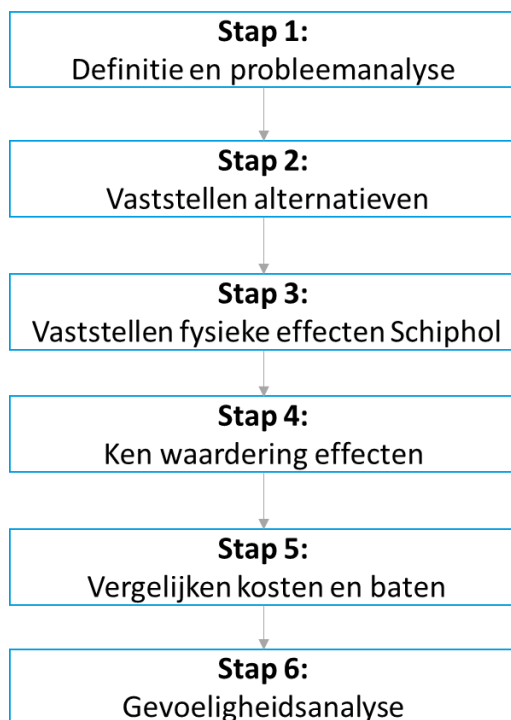 Stap 1:
Definitie en probleemanalyse
Stap 2:
Vaststellen alternatieven
Stap 3:
Vaststellen fysieke effecten Schiphol
Stap 4:
Ken waardering effecten
Stap 5:
Vergelijken kosten en baten
Stap 6:
Gevoeligheidsanalyse